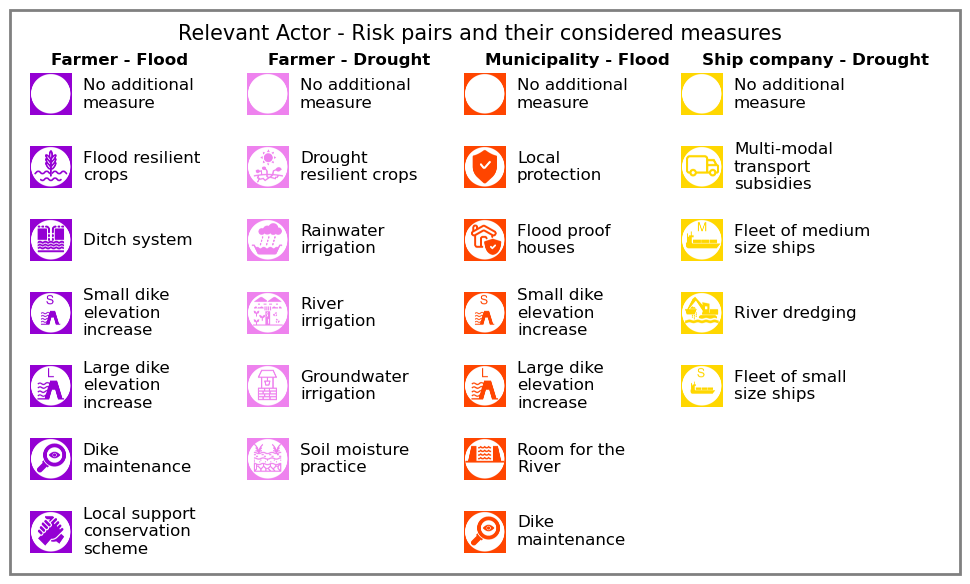 Relevant Actor - Risk pairs and their considered measures
Farmer - Flood
No additional
measure
Flood resilient
crops
Ditch system
S
Small dike
elevation
increase
L
Large dike
elevation
increase
Dike
maintenance
Local support
conservation
scheme
Farmer - Drought
No additional
measure
Drought
resilient crops
Rainwater
irrigation
River
irrigation
Groundwater
irrigation
Soil moisture
practice
Municipality - Flood
No additional
measure
Local
protection
Flood proof
houses
S
Small dike
elevation
increase
L
Large dike
elevation
increase
Room for the
River
Dike
maintenance
Ship company - Drought
No additional
measure
Multi-modal
transport
subsidies
M
Fleet of medium
size ships
River dredging
S
Fleet of small
size ships